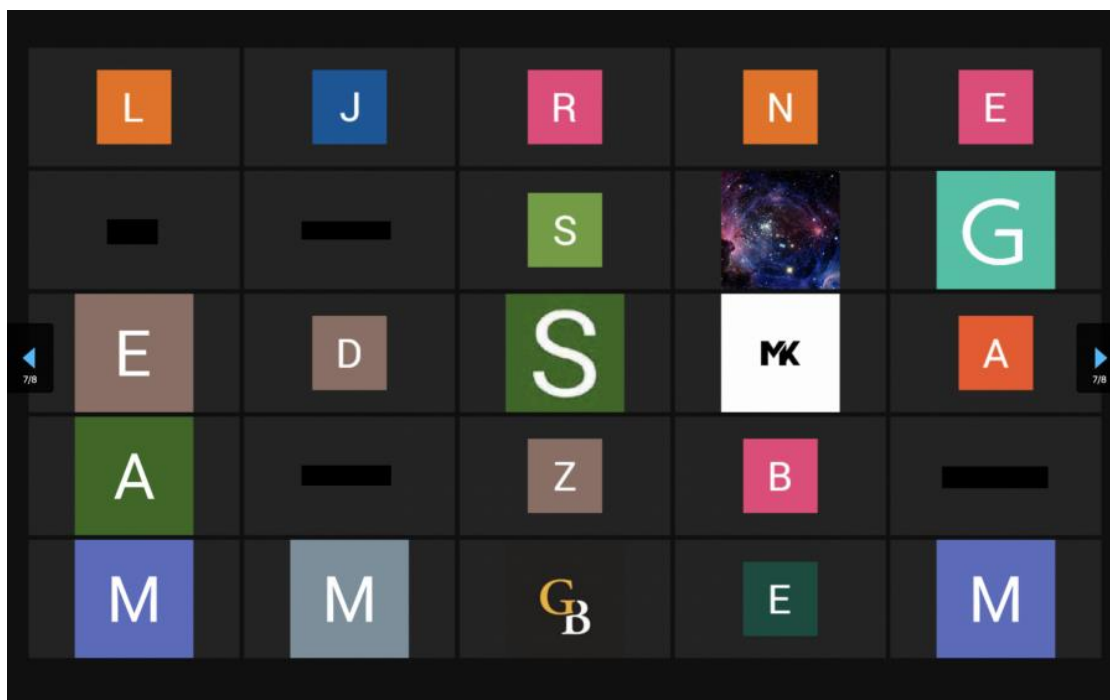 L J R N E
S G
E D S MK A
7/8 7/8
A Z B
M M GB E M